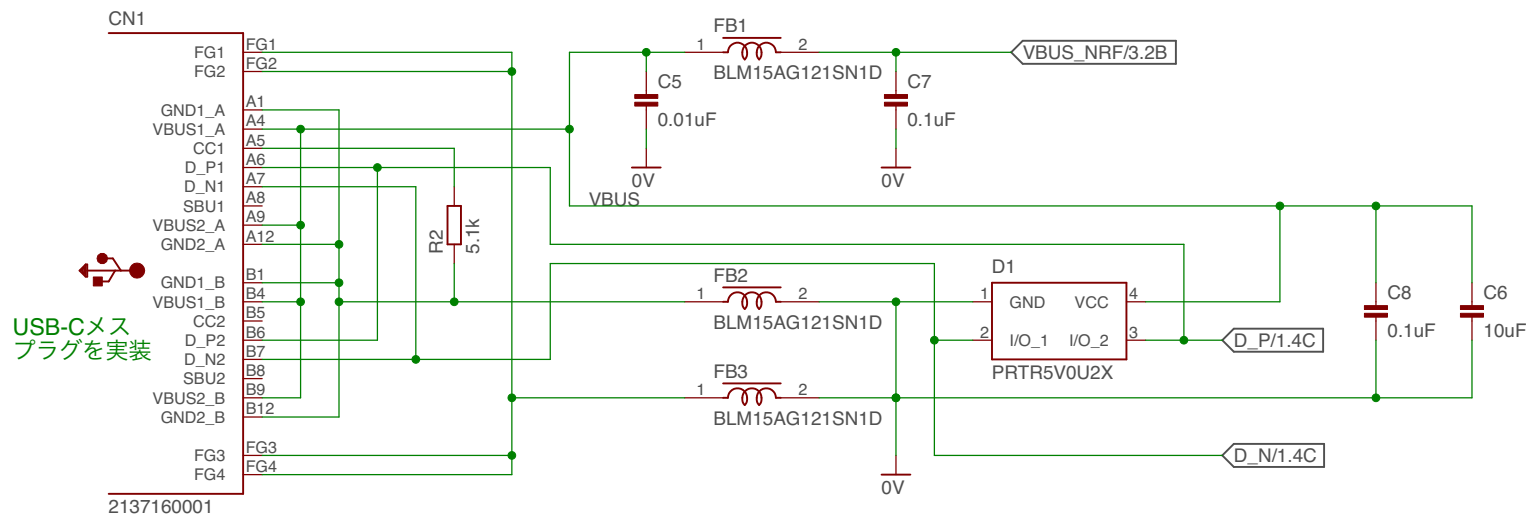 CN1
FG1 FG1
FG2 FG2
GND1_A A1
VBUS1_A A4
CC1 A5
D_P1 A6
D_N1 A7
SBU1 A8
VBUS2_A A9
GND2_A A12
GND1_B B1
VBUS1_B B4
CC2 B5
D_P2 B6
D_N2 B7
SBU2 B8
VBUS2_B B9
GND2_B B12
FG3 FG3
FG4 FG4
2137160001
USB-Cメス
プラグを実装
R2
5.1k
FB1
1 2
BLM15AG121SN1D
C5
0.01uF
0V
C7
0.1uF
0V
VBUS_NRF/3.2B
VBUS
FB2
1 2
BLM15AG121SN1D
FB3
1 2
BLM15AG121SN1D
0V
D1
1 GND VCC 4
2 I/O_1 I/O_2 3
PRTR5V0U2X
C8
0.1uF
C6
10uF
D_P/1.4C
D_N/1.4C